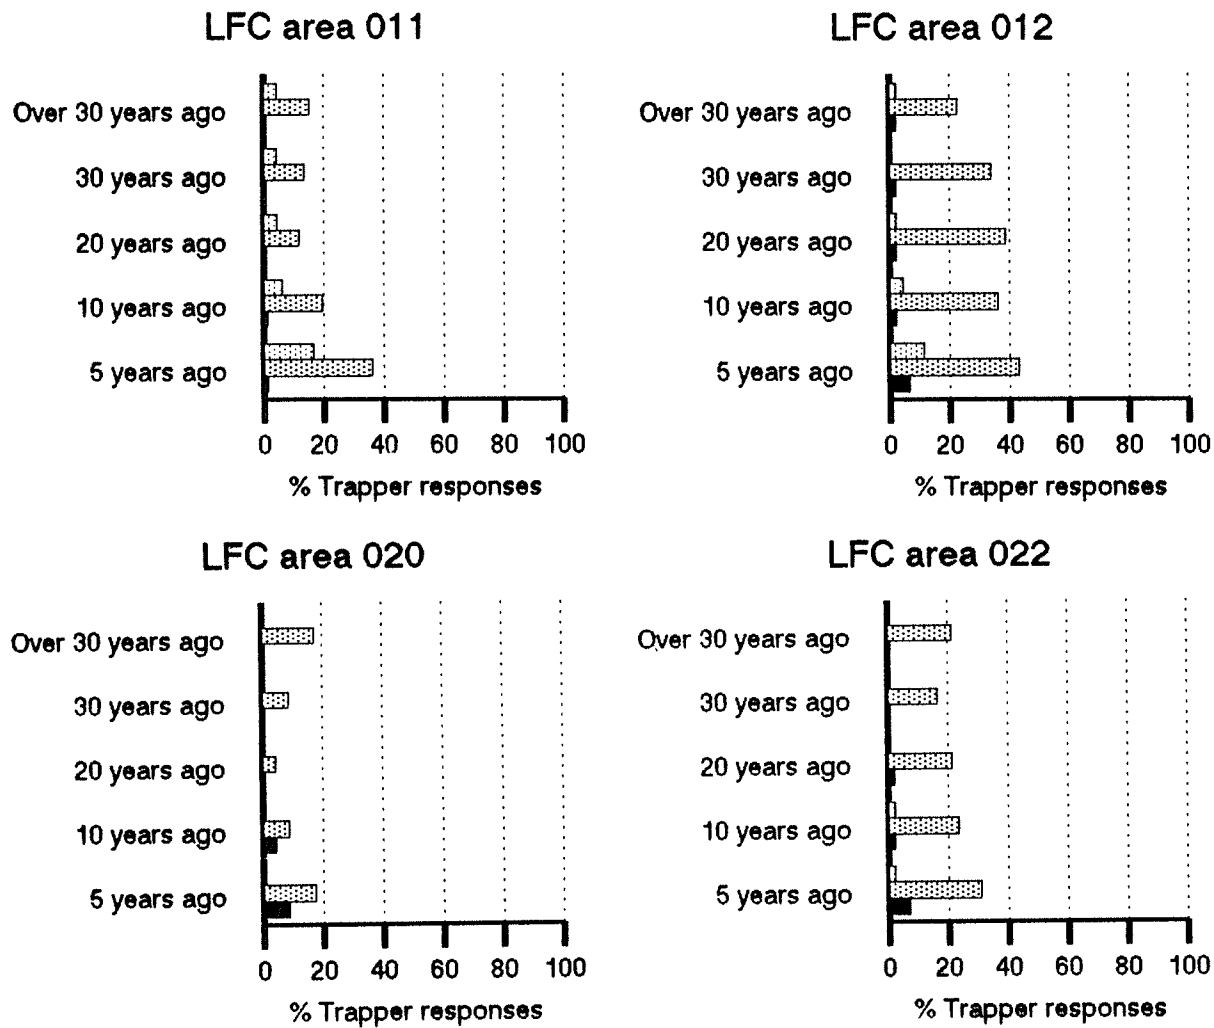 LFC area 011
Over 30 years ago
30 years ago
20 years ago
10 years ago
5 years ago
0 20 40 60 80 100
% Trapper responses
LFC area 012
Over 30 years ago
30 years ago
20 years ago
10 years ago
5 years ago
0 20 40 60 80 100
% Trapper responses
LFC area 020
Over 30 years ago
30 years ago
20 years ago
10 years ago
5 years ago
0 20 40 60 80 100
% Trapper responses
LFC area 022
Over 30 years ago
30 years ago
20 years ago
10 years ago
5 years ago
0 20 40 60 80 100
% Trapper responses